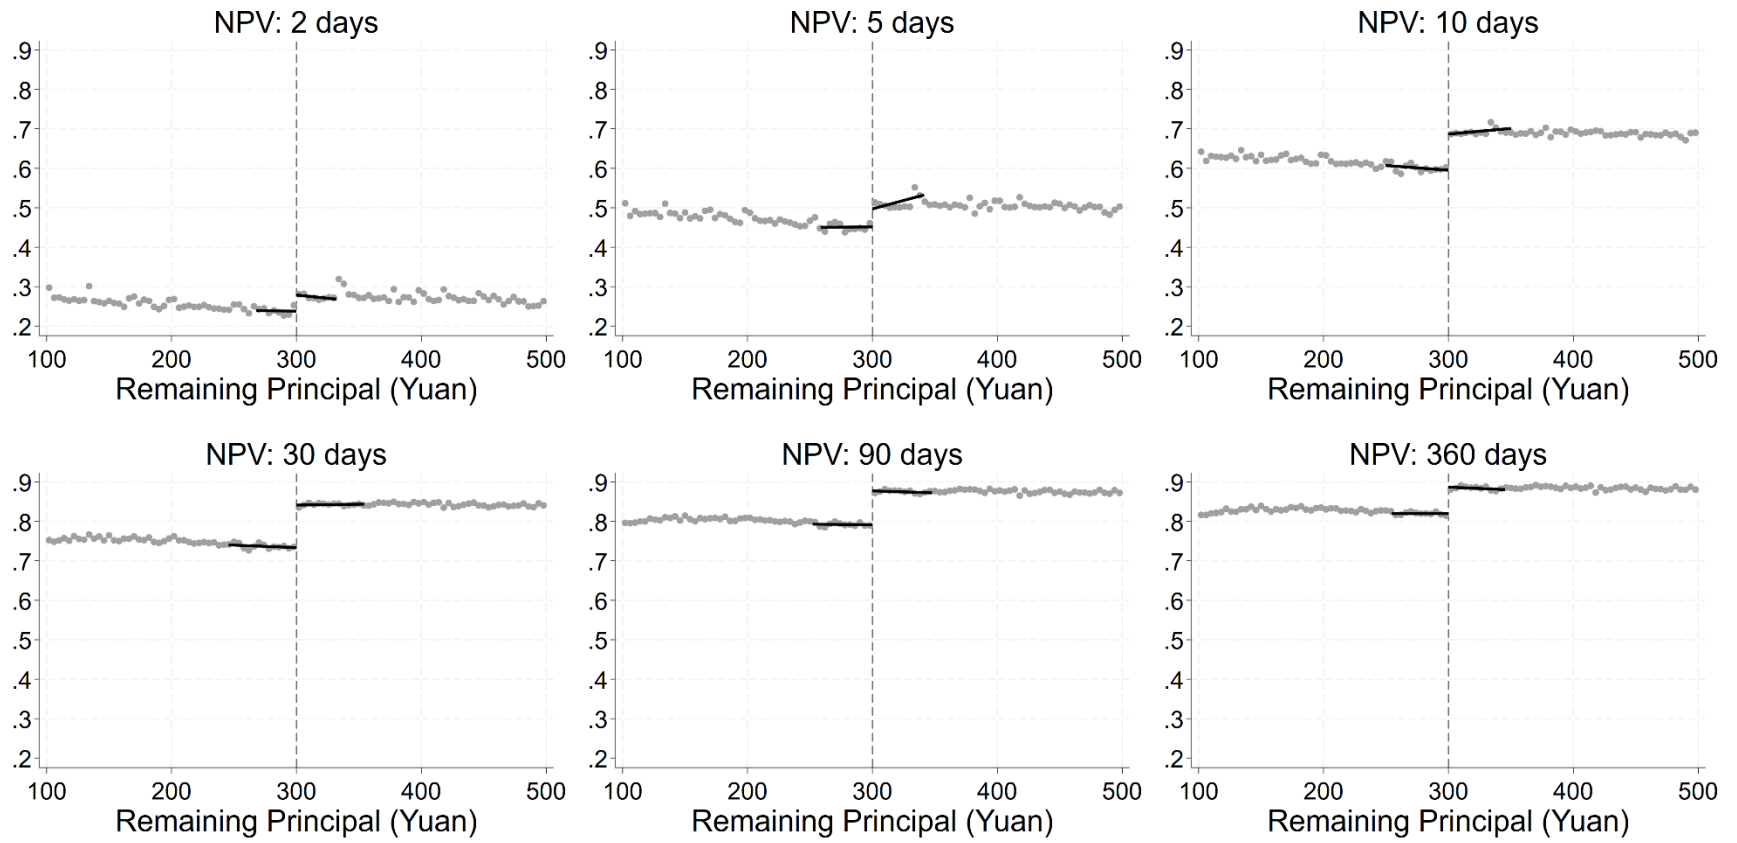 NPV: 2 days
.9
.8
.7
.6
.5
.4
.3
.2
100 200 300 400 500
Remaining Principal (Yuan)
NPV: 5 days
.9
.8
.7
.6
.5
.4
.3
.2
100 200 300 400 500
Remaining Principal (Yuan)
NPV: 10 days
.9
.8
.7
.6
.5
.4
.3
.2
100 200 300 400 500
Remaining Principal (Yuan)
NPV: 30 days
.9
.8
.7
.6
.5
.4
.3
.2
100 200 300 400 500
Remaining Principal (Yuan)
NPV: 90 days
.9
.8
.7
.6
.5
.4
.3
.2
100 200 300 400 500
Remaining Principal (Yuan)
NPV: 360 days
.9
.8
.7
.6
.5
.4
.3
.2
100 200 300 400 500
Remaining Principal (Yuan)